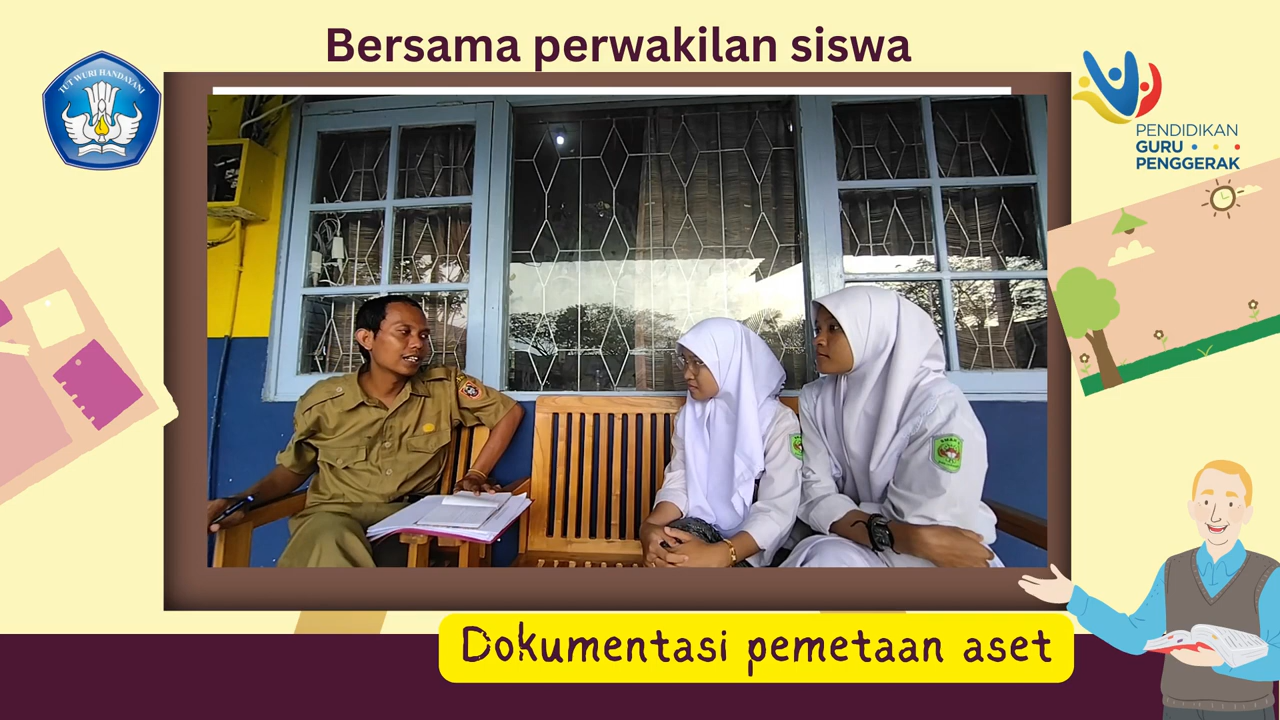 Bersama perwakilan siswa
TUT WURI HANDAYANI
PENDIDIKAN
GURU
PENGGERAK
Dokumentasi pemetaan aset